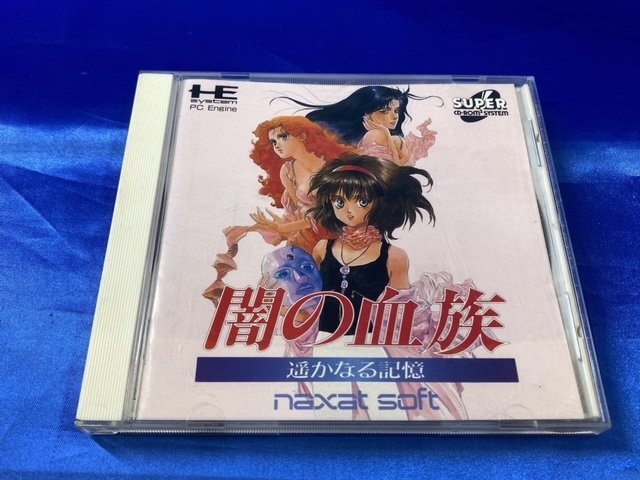 HE
system
PC Engine
SUPER
CD-ROM² SYSTEM
闇の血族
遥かなる記憶
naxat soft